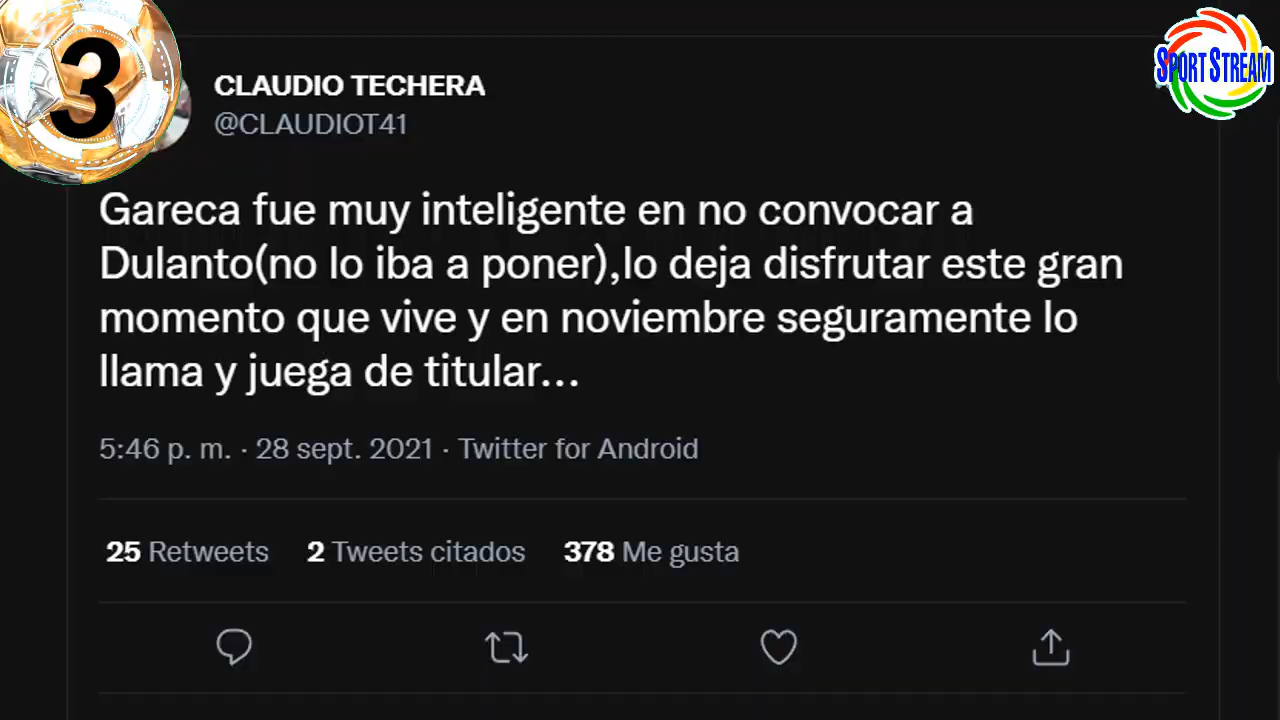 3
SPORT STREAM
CLAUDIO TECHERA
@CLAUDIOT41
Gareca fue muy inteligente en no convocar a
Dulanto(no lo iba a poner),lo deja disfrutar este gran
momento que vive y en noviembre seguramente lo
llama y juega de titular...
5:46 p. m. · 28 sept. 2021 · Twitter for Android
25 Retweets 2 Tweets citados 378 Me gusta